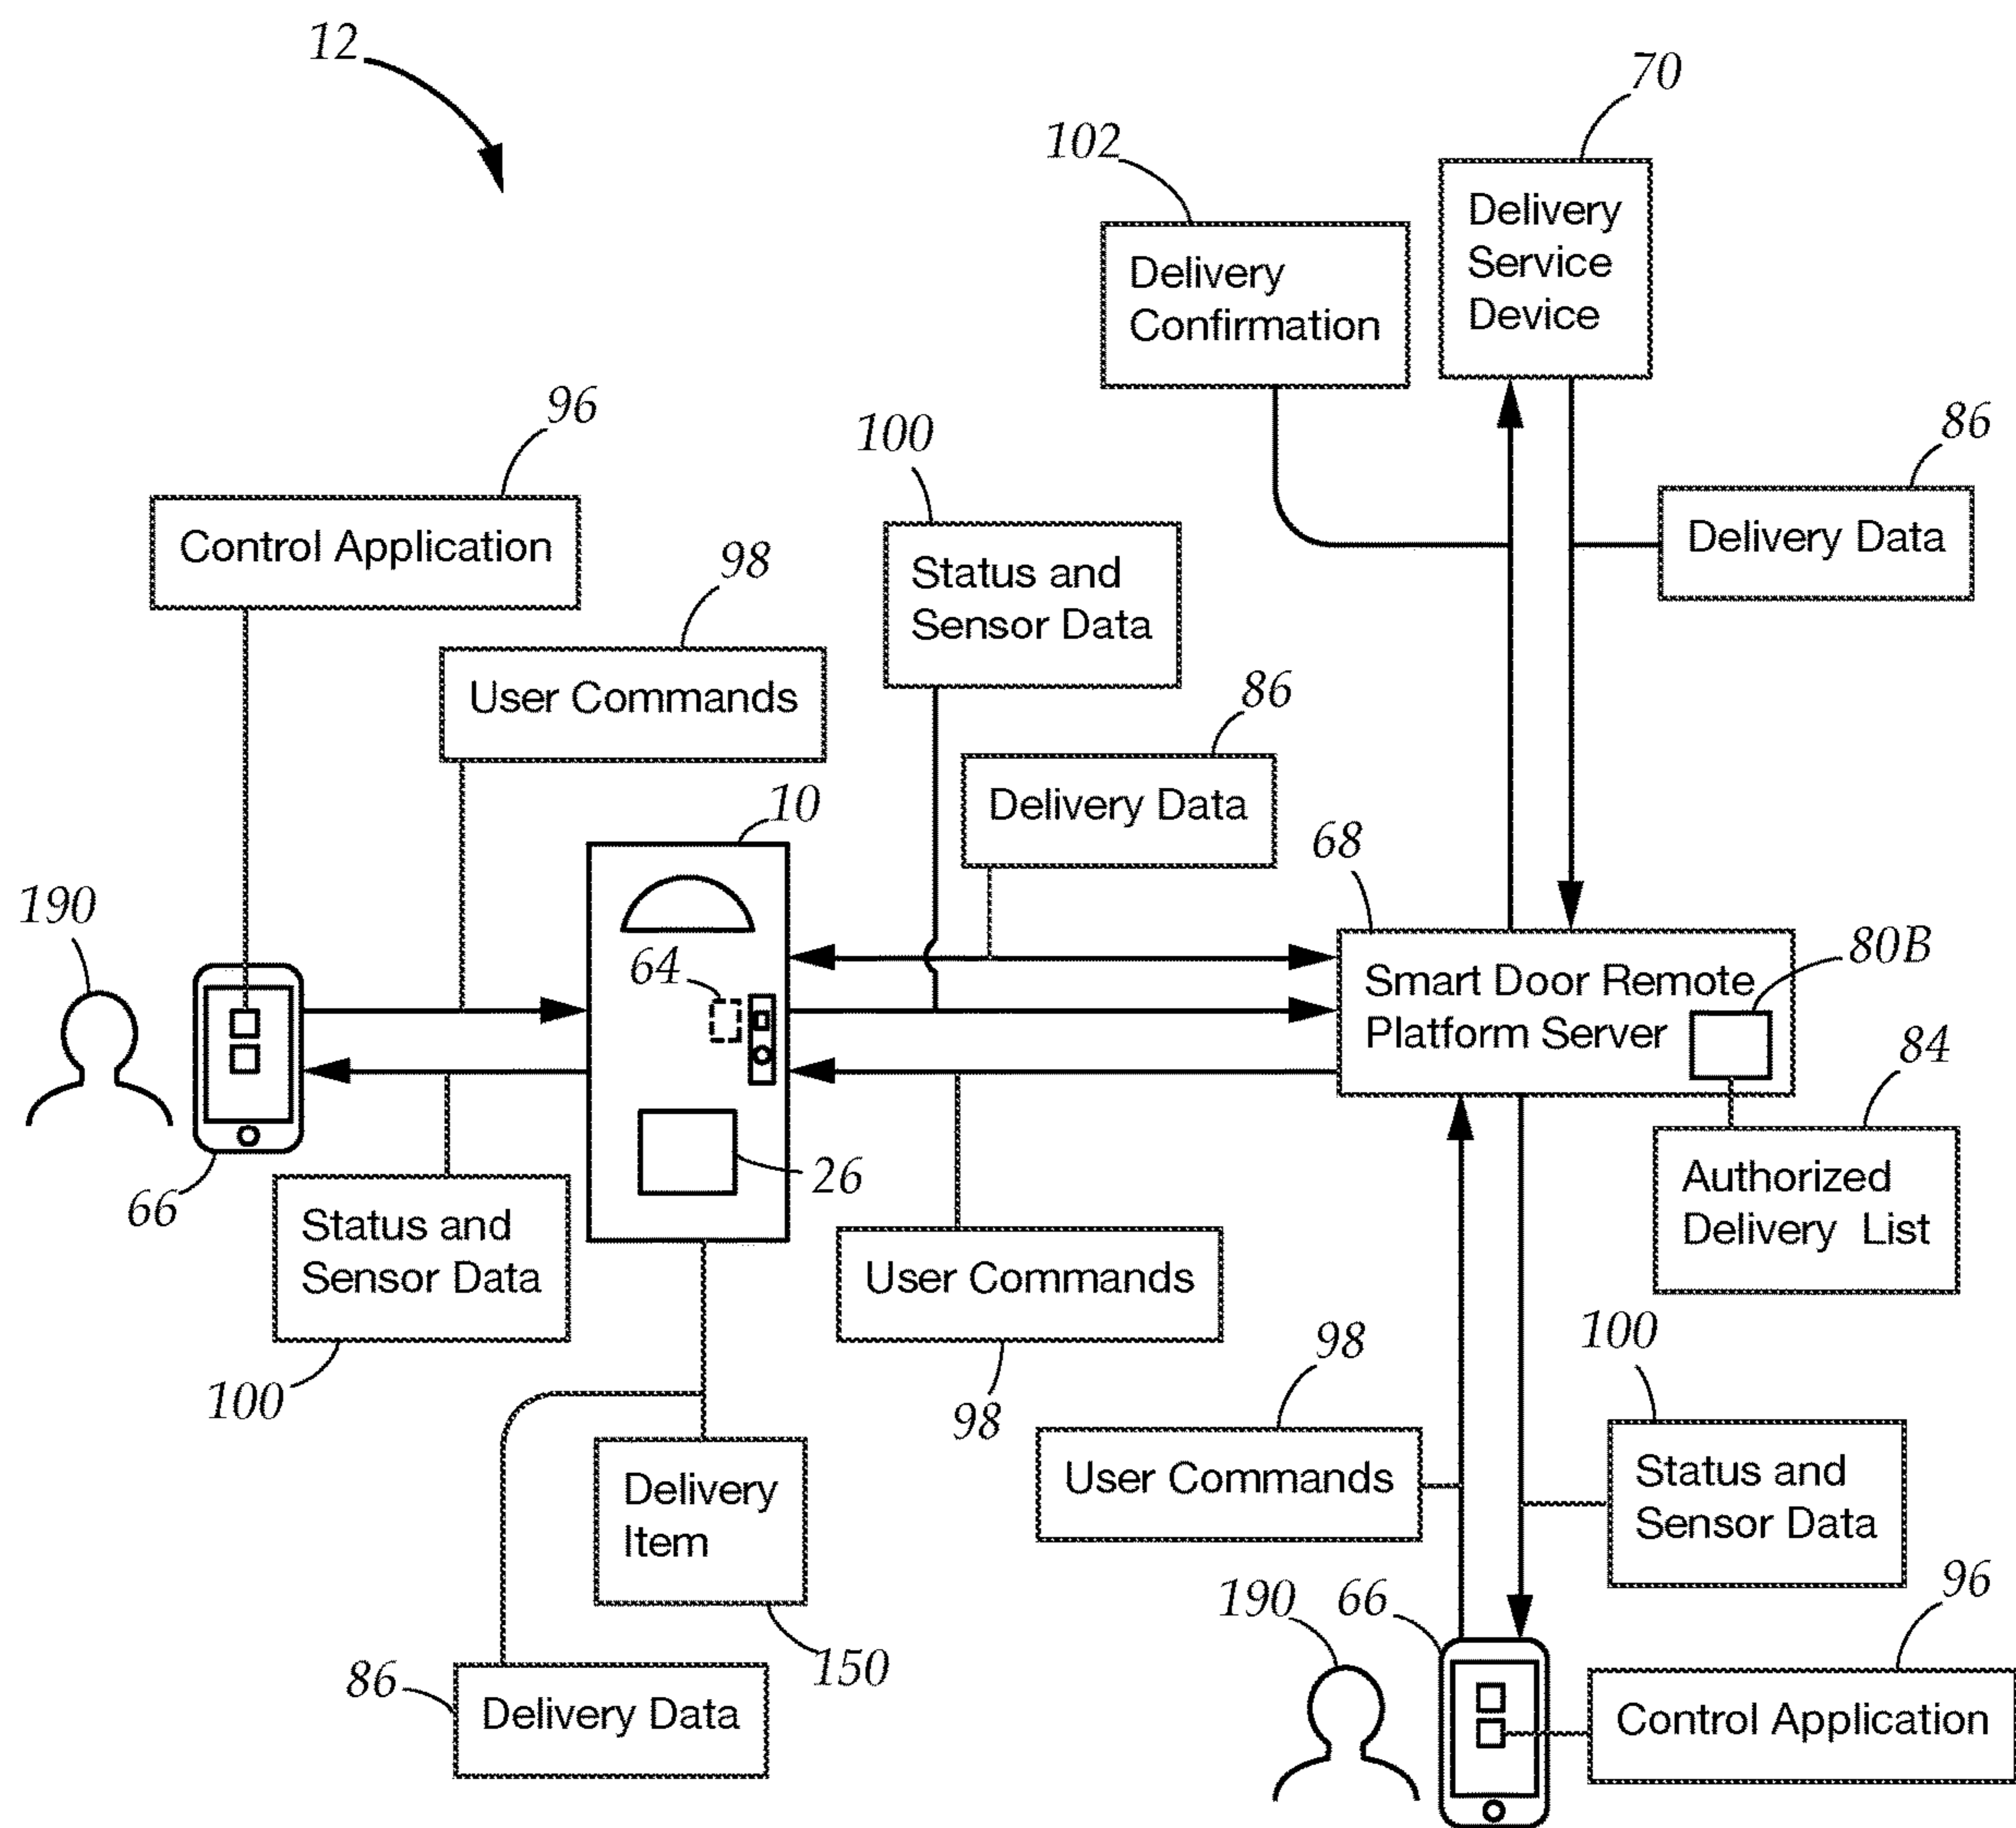 12
70
102
Delivery
Service
Device
Delivery
Confirmation
96
100
86
Control Application
Delivery Data
98
Status and
Sensor Data
User Commands
86
10
Delivery Data
68
190
64
80B
Smart Door Remote
Platform Server
84
26
66
Authorized
Delivery List
Status and
Sensor Data
User Commands
100
98
98
100
User Commands
Status and
Sensor Data
Delivery
Item
190
66
96
150
86
Delivery Data
Control Application